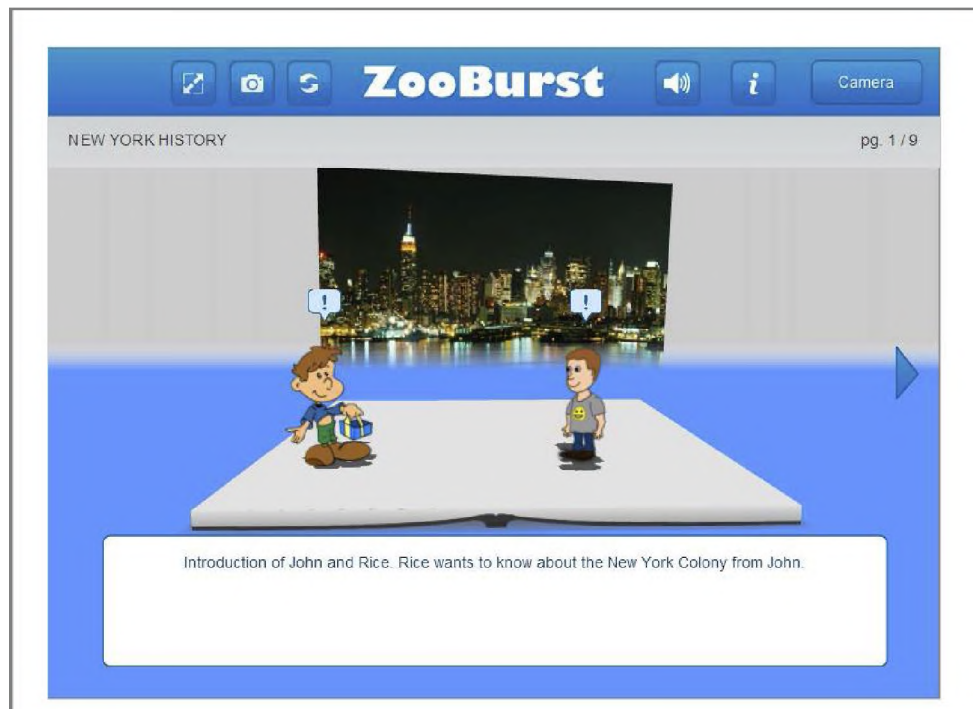 ZooBurst
Camera
NEW YORK HISTORY
pg. 1 / 9
!
!
Introduction of John and Rice. Rice wants to know about the New York Colony from John.